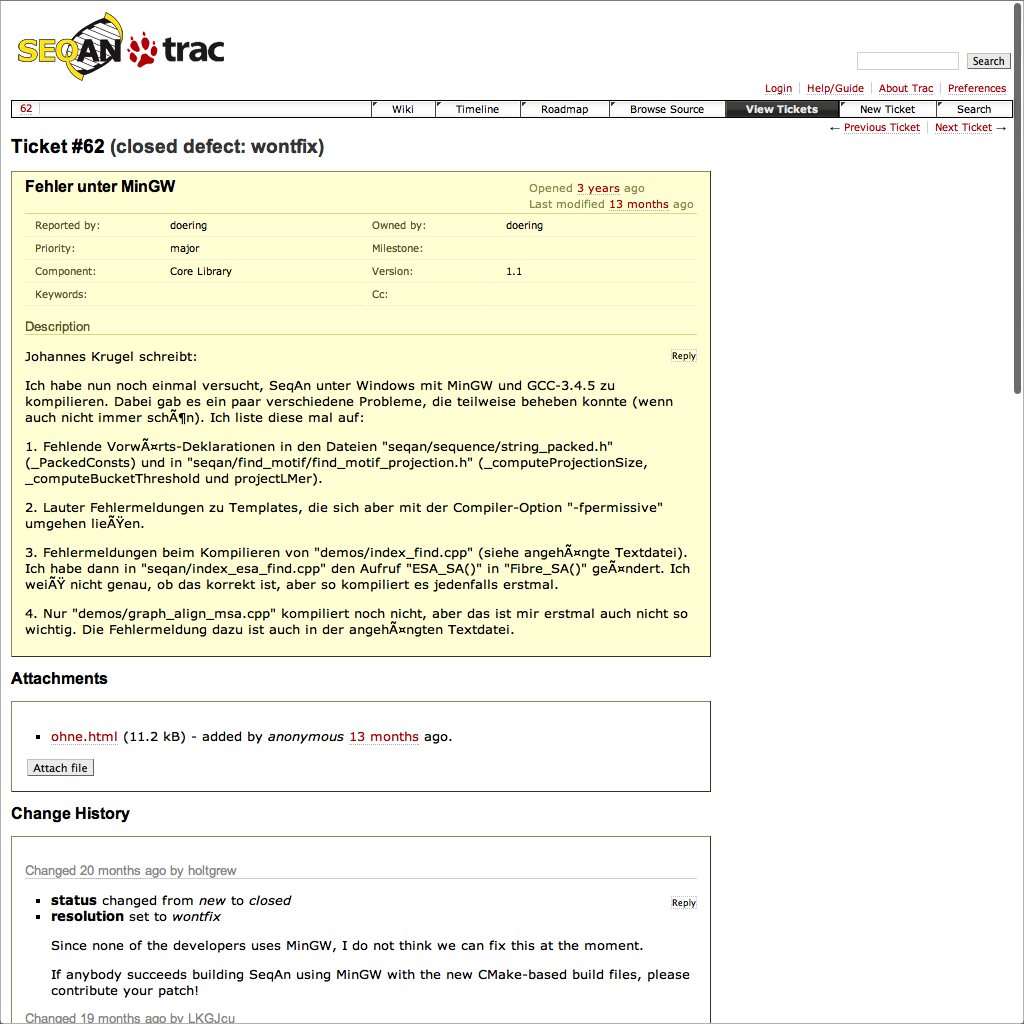 SEQAN trac
Search
Login Help/Guide About Trac Preferences
62 Wiki Timeline Roadmap Browse Source View Tickets New Ticket Search
← Previous Ticket Next Ticket →
Ticket #62 (closed defect: wontfix)
Fehler unter MinGW
Opened 3 years ago
Last modified 13 months ago
Reported by: doering Owned by: doering
Priority: major Milestone:
Component: Core Library Version: 1.1
Keywords: Cc:
Description
Johannes Krugel schreibt:
Reply
Ich habe nun noch einmal versucht, SeqAn unter Windows mit MinGW und GCC-3.4.5 zu
kompilieren. Dabei gab es ein paar verschiedene Probleme, die teilweise beheben konnte (wenn
auch nicht immer schÃ¶n). Ich liste diese mal auf:
1. Fehlende VorwÃ¤rts-Deklarationen in den Dateien "seqan/sequence/string_packed.h"
(_PackedConsts) und in "seqan/find_motif/find_motif_projection.h" (_computeProjectionSize,
_computeBucketThreshold und projectLMer).
2. Lauter Fehlermeldungen zu Templates, die sich aber mit der Compiler-Option "-fpermissive"
umgehen lieÃŸen.
3. Fehlermeldungen beim Kompilieren von "demos/index_find.cpp" (siehe angehÃ¤ngte Textdatei).
Ich habe dann in "seqan/index_esa_find.cpp" den Aufruf "ESA_SA()" in "Fibre_SA()" geÃ¤ndert. Ich
weiÃŸ nicht genau, ob das korrekt ist, aber so kompiliert es jedenfalls erstmal.
4. Nur "demos/graph_align_msa.cpp" kompiliert noch nicht, aber das ist mir erstmal auch nicht so
wichtig. Die Fehlermeldung dazu ist auch in der angehÃ¤ngten Textdatei.
Attachments
ohne.html (11.2 kB) - added by anonymous 13 months ago.
Attach file
Change History
Changed 20 months ago by holtgrew
status changed from new to closed
Reply
resolution set to wontfix
Since none of the developers uses MinGW, I do not think we can fix this at the moment.
If anybody succeeds building SeqAn using MinGW with the new CMake-based build files, please
contribute your patch!
Changed 19 months ago by LKGJcu